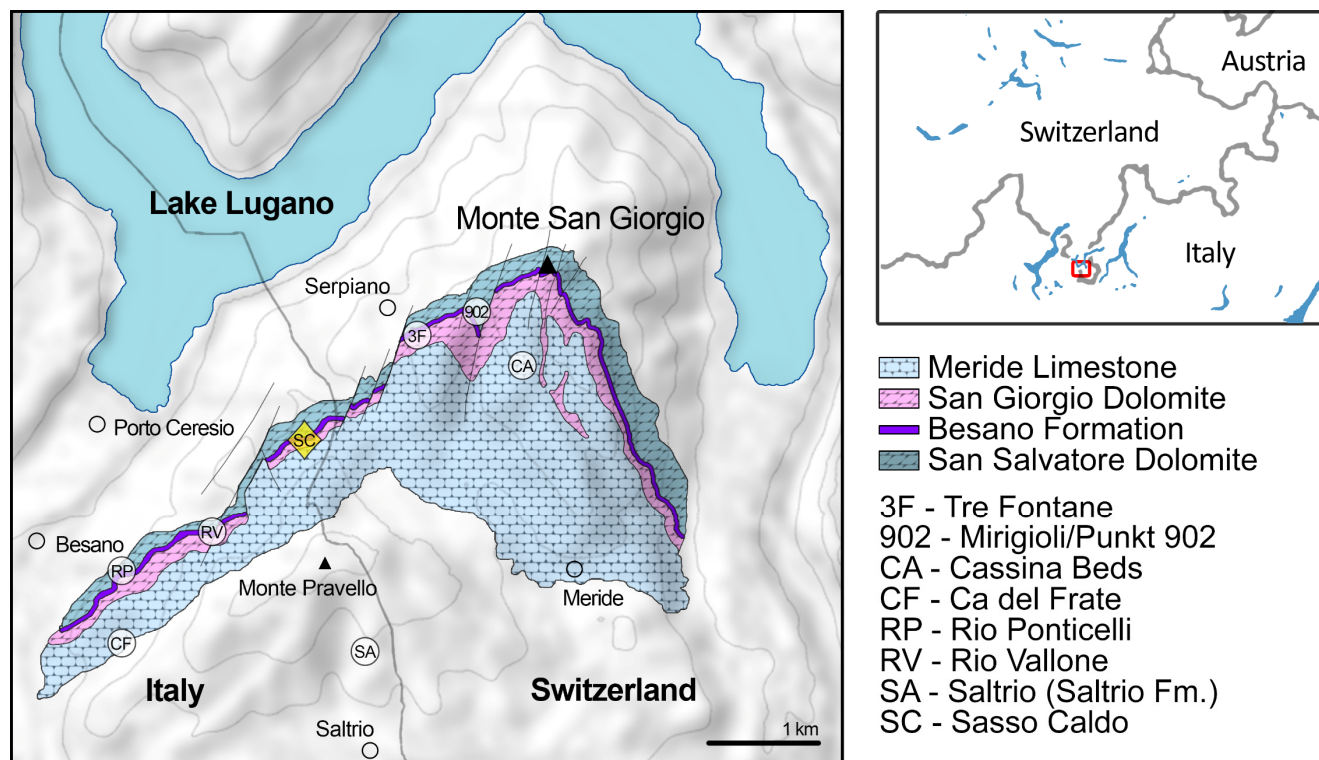 Lake Lugano
Monte San Giorgio
Serpiano
902
3F
CA
Porto Ceresio
SC
RV
Besano
RP
Monte Pravello
Meride
CF
SA
Italy
Switzerland
Saltrio
1 km
Austria
Switzerland
Italy
Meride Limestone
San Giorgio Dolomite
Besano Formation
San Salvatore Dolomite
3F - Tre Fontane
902 - Mirigioli/Punkt 902
CA - Cassina Beds
CF - Ca del Frate
RP - Rio Ponticelli
RV - Rio Vallone
SA - Saltrio (Saltrio Fm.)
SC - Sasso Caldo